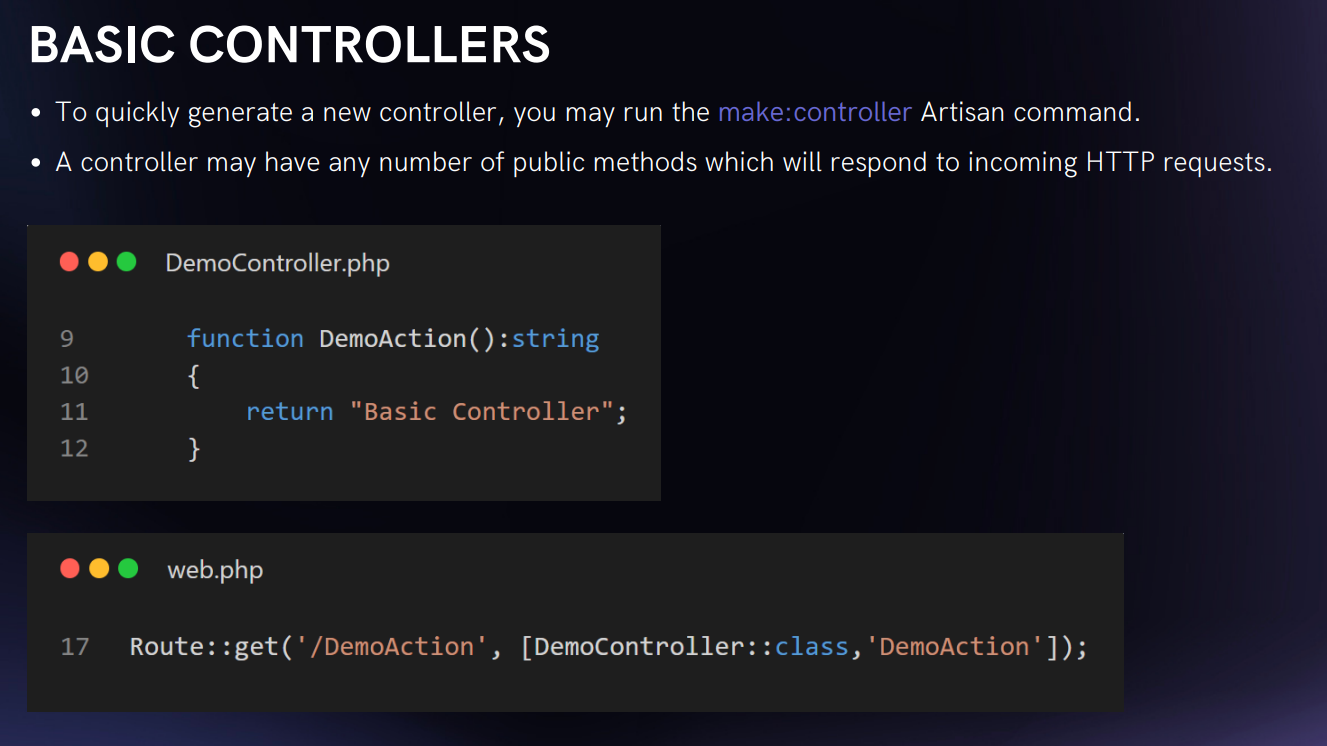 BASIC CONTROLLERS
• To quickly generate a new controller, you may run the make:controller Artisan command.
• A controller may have any number of public methods which will respond to incoming HTTP requests.
DemoController.php
9 function DemoAction():string
10 {
11 return "Basic Controller";
12 }
web.php
17 Route::get('/DemoAction', [DemoController::class,'DemoAction']);